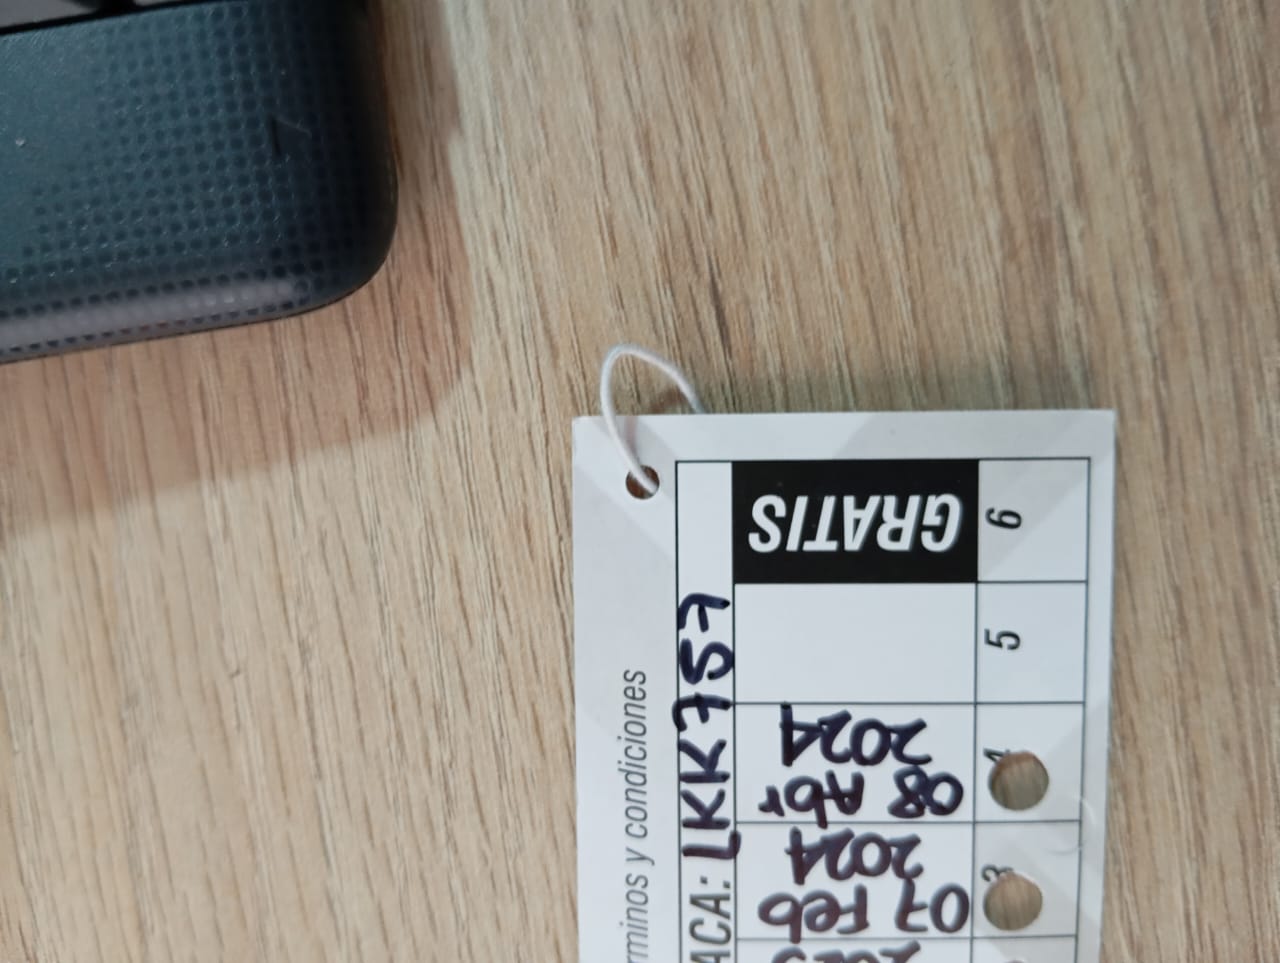 rminos y condiciones
ACA: LKK757
GRATIS
6
5
08 Abr
2024
4
07 Feb
2024
3